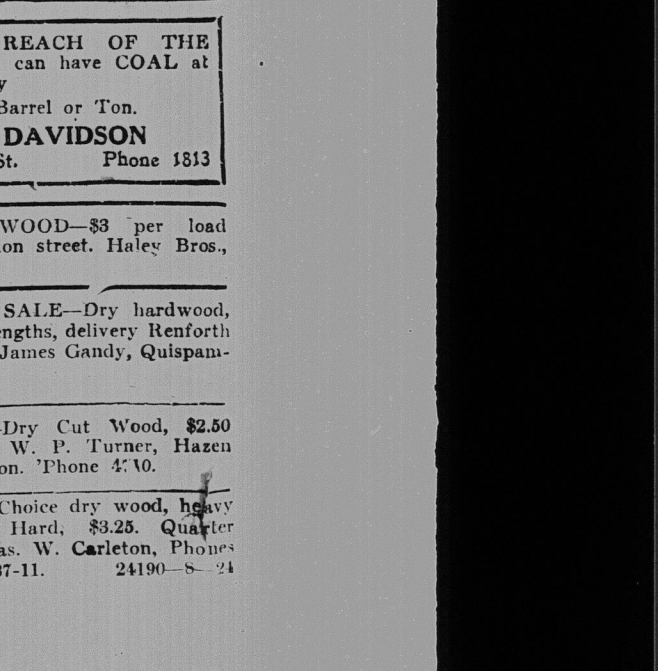 REACH OF THE
can have COAL at
y
Barrel or Ton.
DAVIDSON
St. Phone 1813
WOOD—$3 per load
ion street. Haley Bros.,
SALE—Dry hardwood,
engths, delivery Renforth
James Gandy, Quispam-
-Dry Cut Wood, $2.50
W. P. Turner, Hazen
on. 'Phone
Choice dry wood, heavy
Hard, $3.25. Quarter
as. W. Carleton, Phones
37-11. 24190—8—24